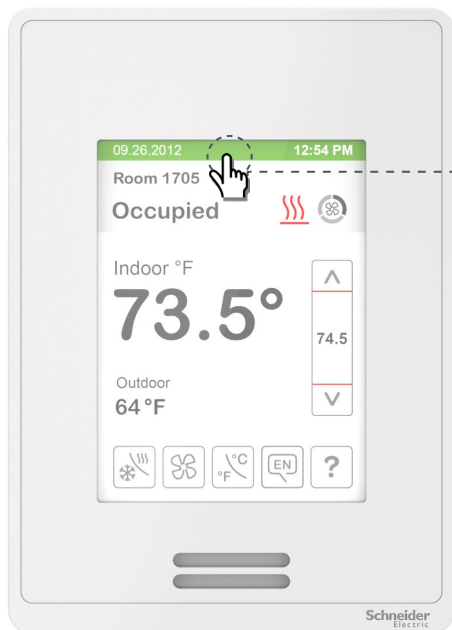 09.26.2012 12:54 PM
Room 1705
Occupied
Indoor °F
73.5°
74.5
Outdoor
64 °F
°C
°F
EN
?
Schneider
Electric